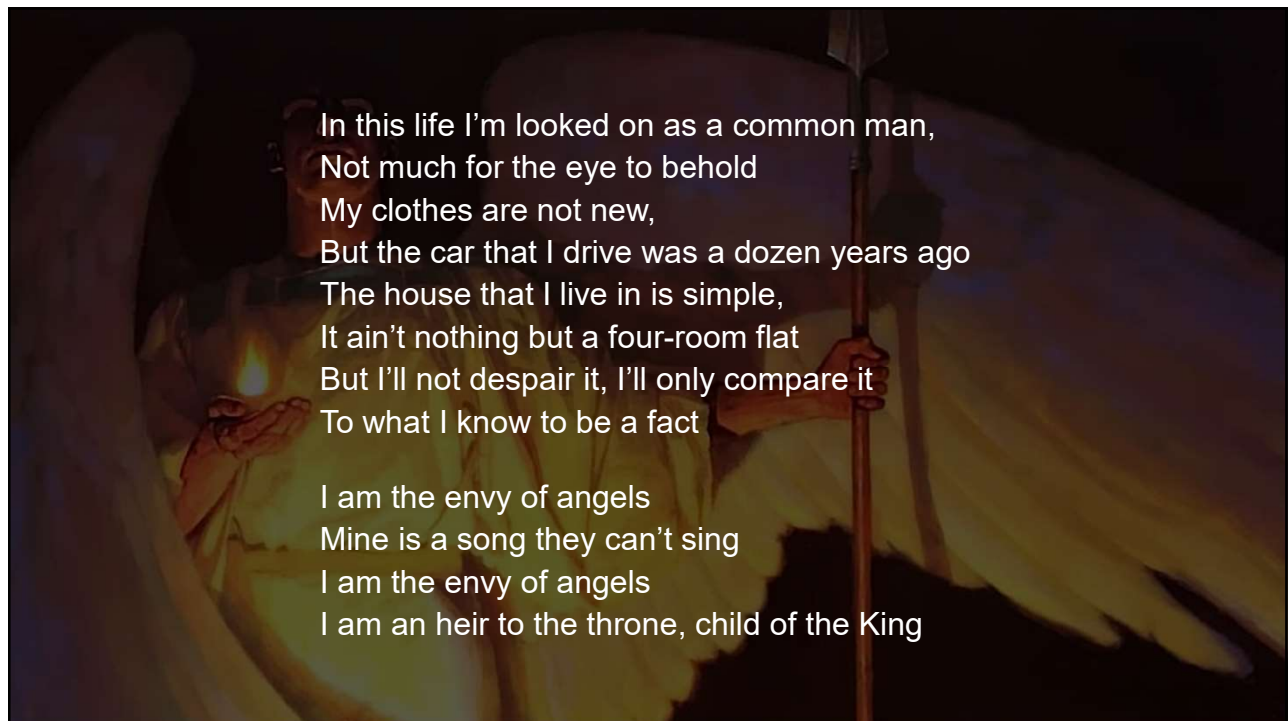 In this life I’m looked on as a common man,
Not much for the eye to behold
My clothes are not new,
But the car that I drive was a dozen years ago
The house that I live in is simple,
It ain’t nothing but a four-room flat
But I’ll not despair it, I’ll only compare it
To what I know to be a fact
I am the envy of angels
Mine is a song they can’t sing
I am the envy of angels
I am an heir to the throne, child of the King